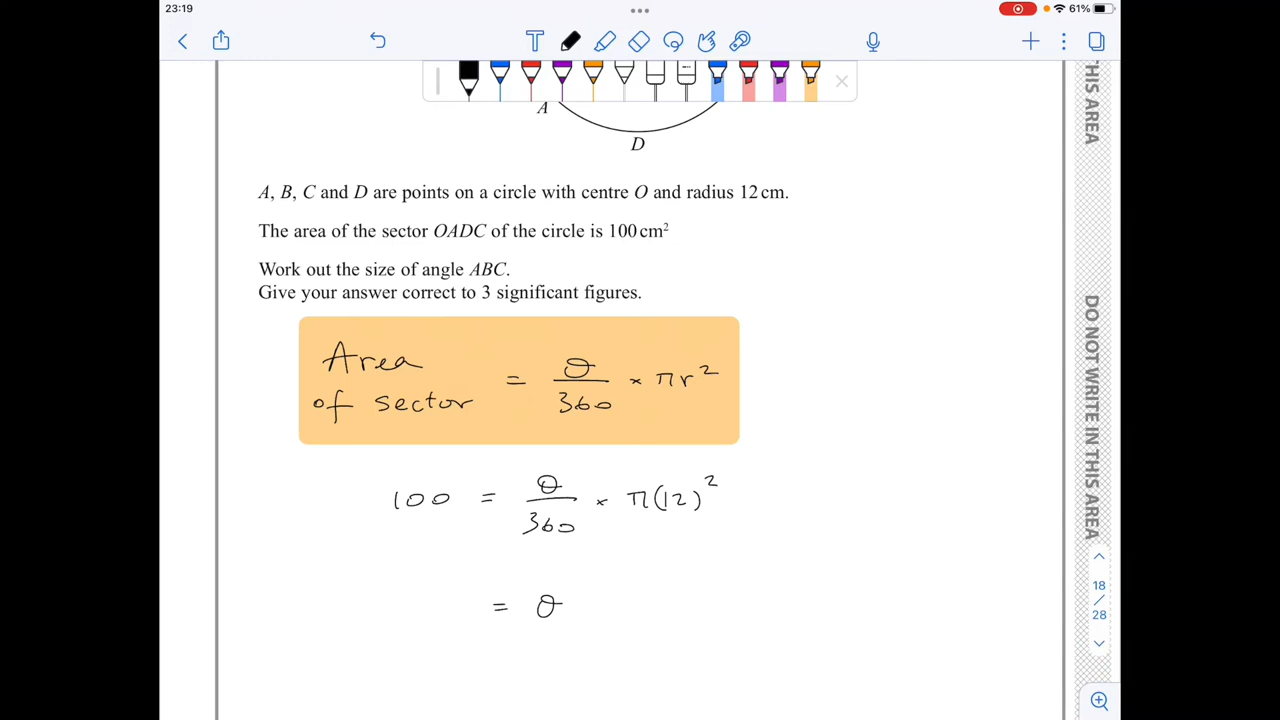 23:19
61%
A
D
A, B, C and D are points on a circle with centre O and radius 12 cm.
The area of the sector OADC of the circle is 100 cm²
Work out the size of angle ABC.
Give your answer correct to 3 significant figures.
Area of sector = θ/360 × πr²
100 = θ/360 × π(12)²
= θ
HIS AREA
DO NOT WRITE IN THIS AREA
18
/
28